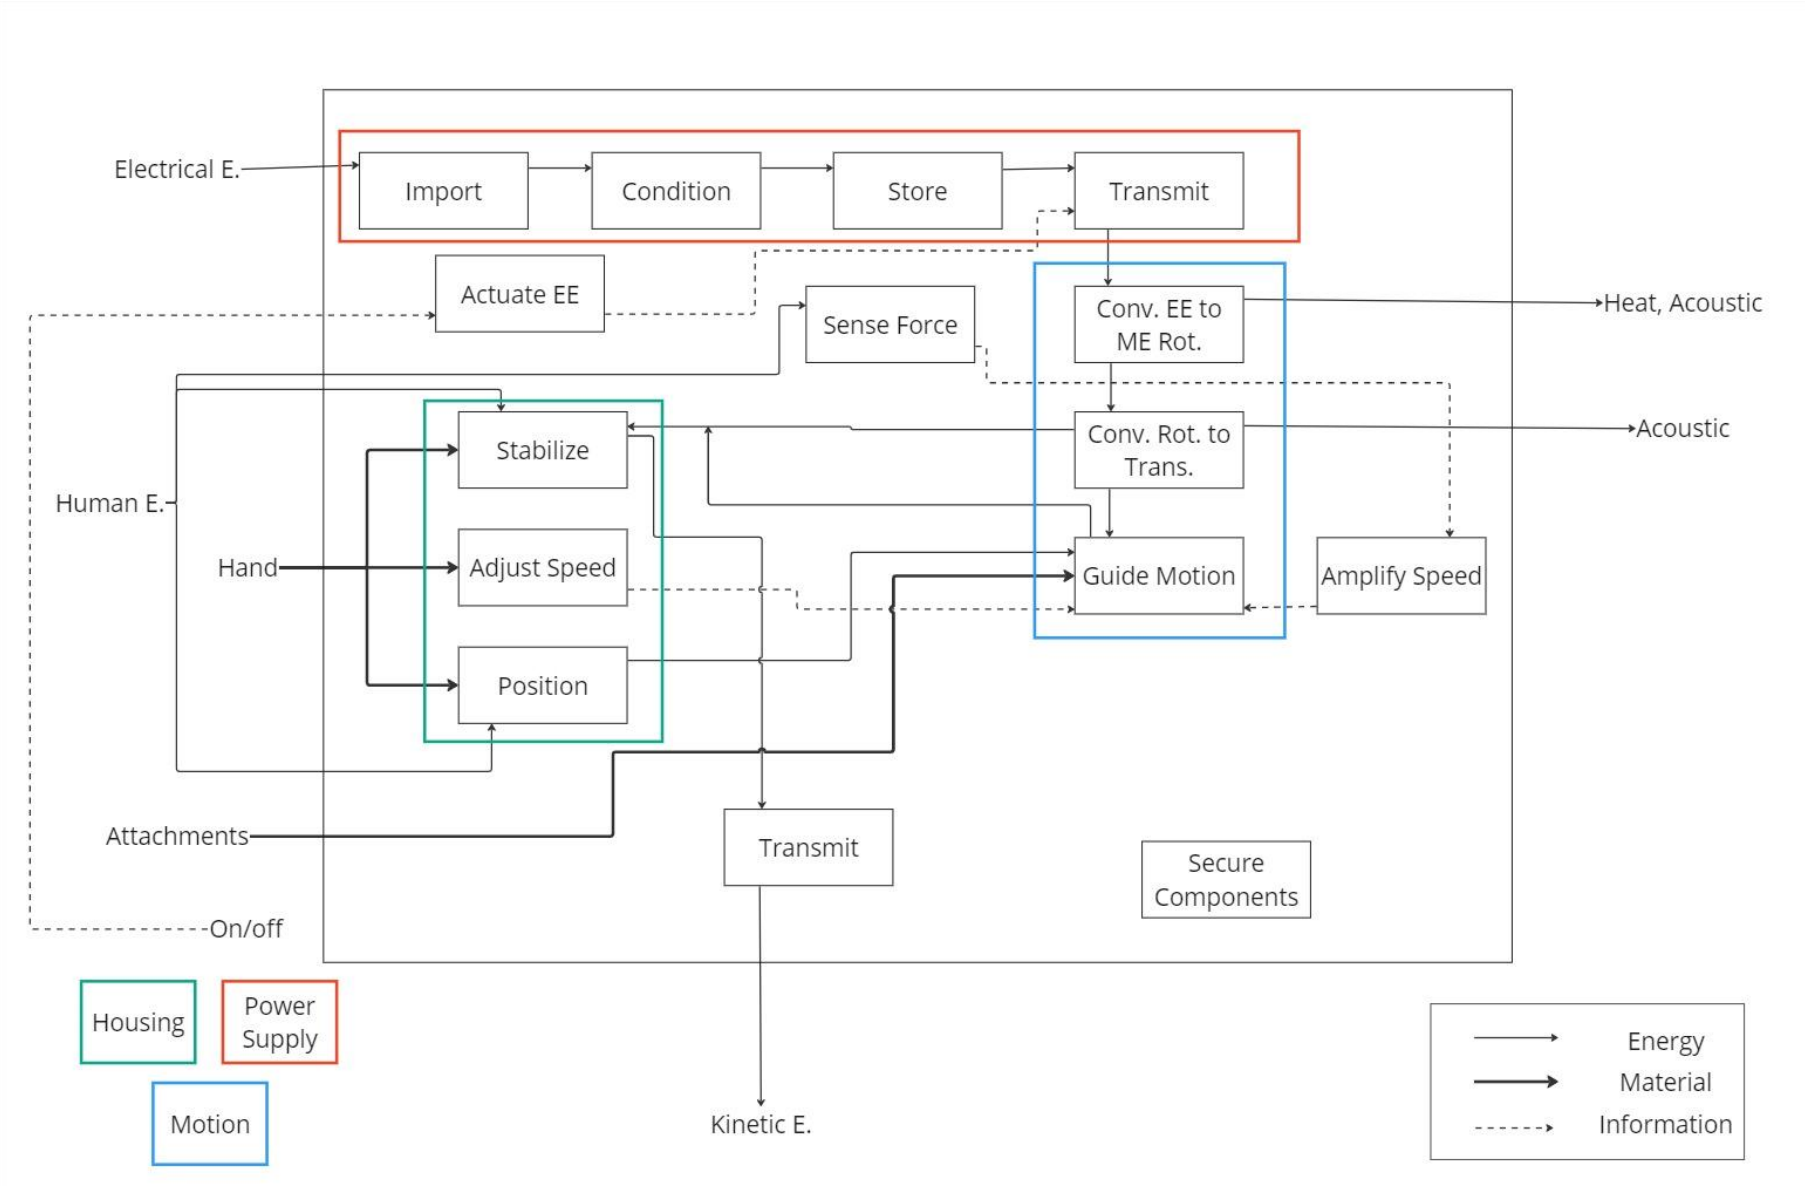 Electrical E.
Import
Condition
Store
Transmit
Actuate EE
Sense Force
Conv. EE to
ME Rot.
Heat, Acoustic
Stabilize
Conv. Rot. to
Trans.
Acoustic
Human E.
Hand
Adjust Speed
Guide Motion
Amplify Speed
Position
Attachments
Transmit
Secure
Components
On/off
Housing
Power
Supply
Motion
Kinetic E.
Energy
Material
Information